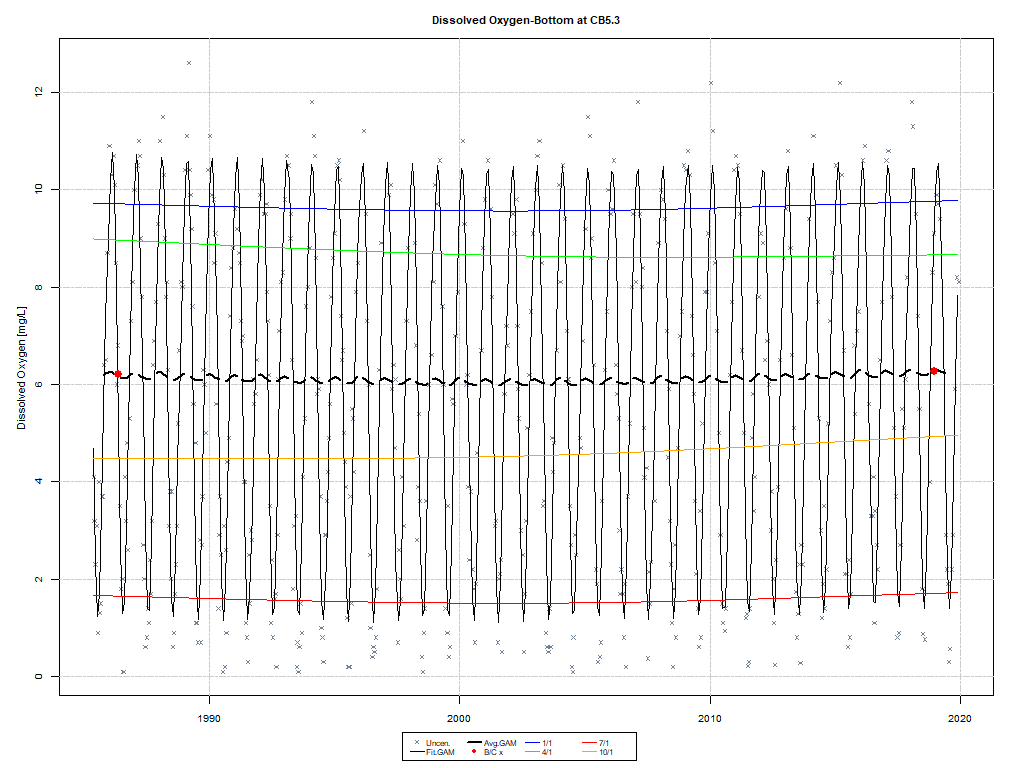 Dissolved Oxygen-Bottom at CB5.3
Dissolved Oxygen [mg/L]
12
10
8
6
4
2
0
1990
2000
2010
2020
Uncen. Avg.GAM 1/1 7/1
Fit.GAM B/C x 4/1 10/1